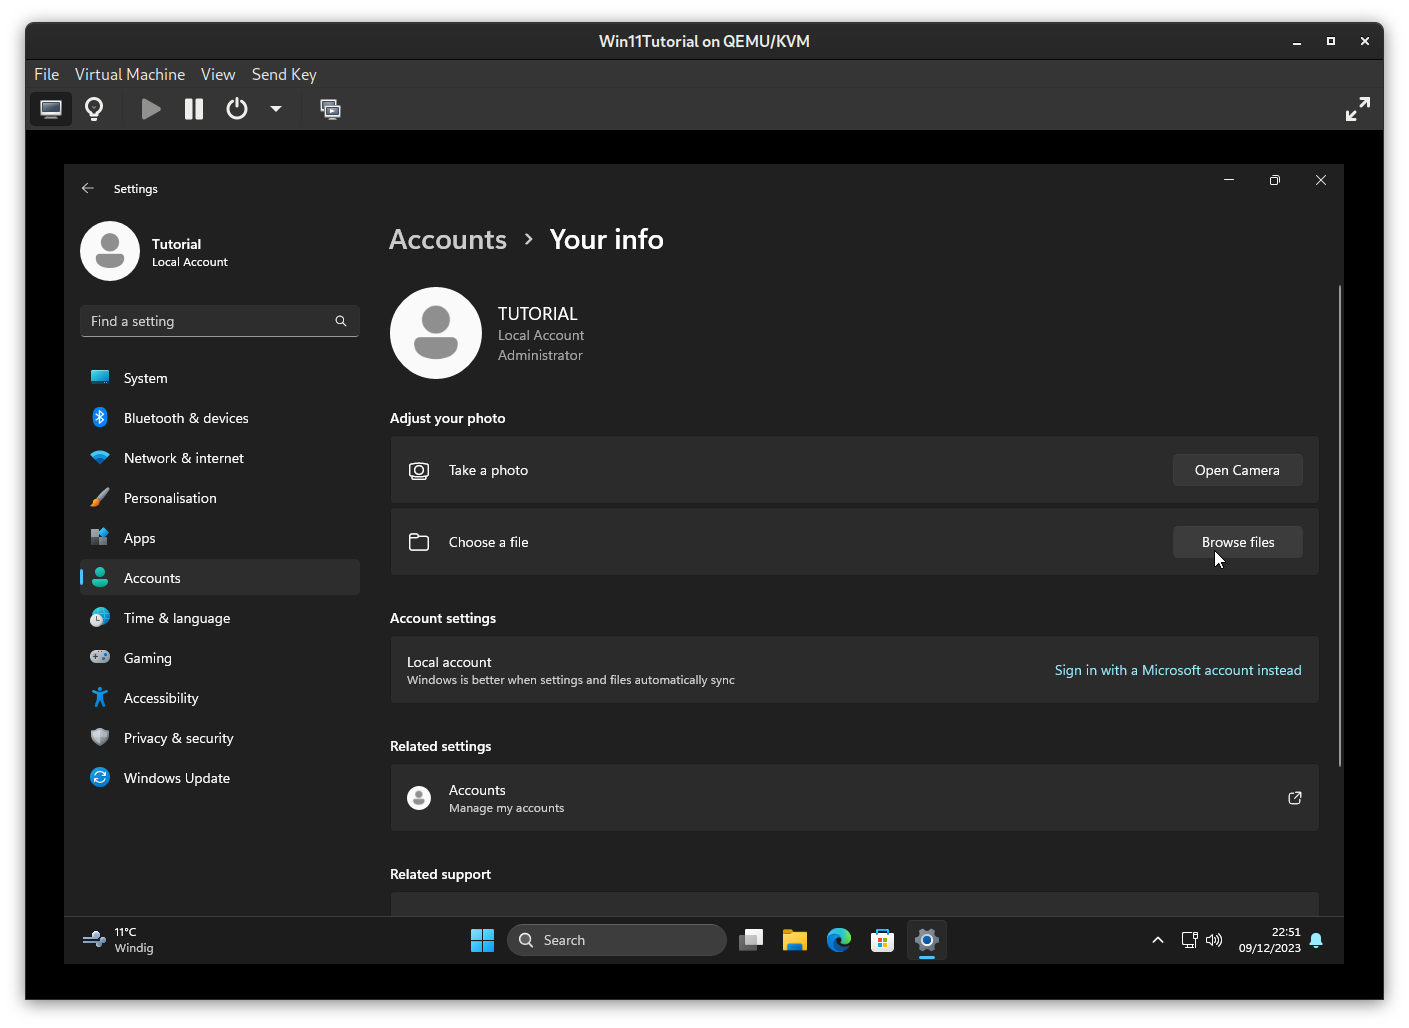 Win11Tutorial on QEMU/KVM
File Virtual Machine View Send Key
Settings
Tutorial
Local Account
Find a setting
System
Bluetooth & devices
Network & internet
Personalisation
Apps
Accounts
Time & language
Gaming
Accessibility
Privacy & security
Windows Update
Accounts > Your info
TUTORIAL
Local Account
Administrator
Adjust your photo
Take a photo
Open Camera
Choose a file
Browse files
Account settings
Local account
Windows is better when settings and files automatically sync
Sign in with a Microsoft account instead
Related settings
Accounts
Manage my accounts
Related support
11°C
Windig
Search
22:51
09/12/2023